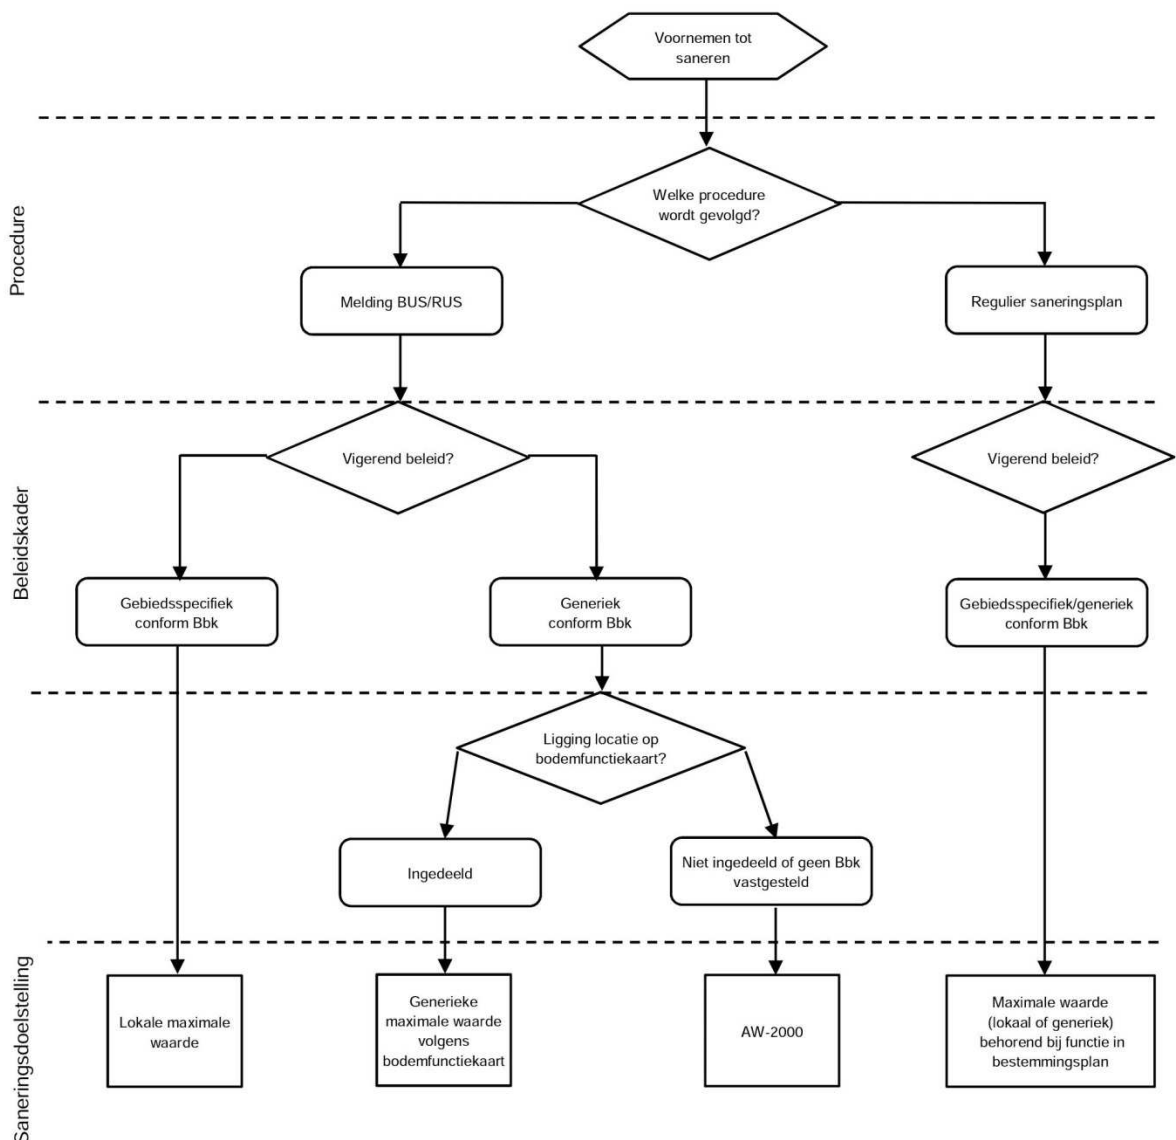 Voornemen tot
saneren
Procedure
Welke procedure
wordt gevolgd?
Melding BUS/RUS
Regulier saneringsplan
Beleidskader
Vigerend beleid?
Vigerend beleid?
Gebiedsspecifiek
conform Bbk
Generiek
conform Bbk
Gebiedsspecifiek/generiek
conform Bbk
Ligging locatie op
bodemfunctiekaart?
Ingedeeld
Niet ingedeeld of geen Bbk
vastgesteld
Saneringsdoelstelling
Lokale maximale
waarde
Generieke
maximale waarde
volgens
bodemfunctiekaart
AW-2000
Maximale waarde
(lokaal of generiek)
behorend bij functie in
bestemmingsplan